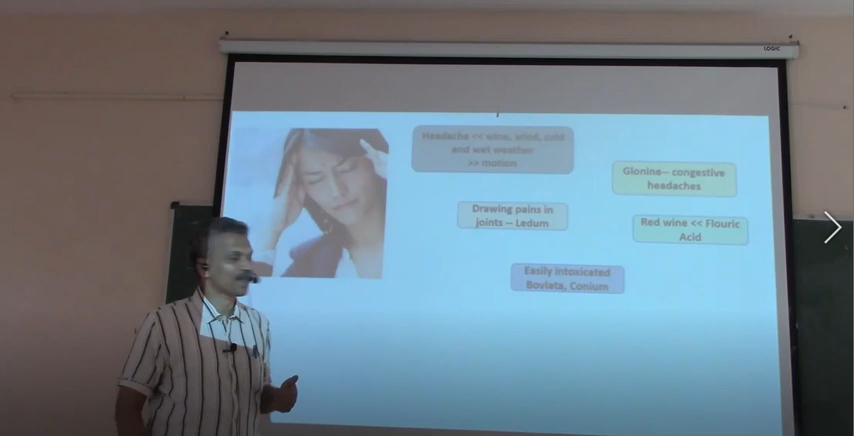 LOGIC
Headache << wine, wind, cold
and wet weather
>> motion
Glonine-- congestive
headaches
Drawing pains in
joints -- Ledum
Red wine << Flouric
Acid
Easily intoxicated
Bovlata, Conium